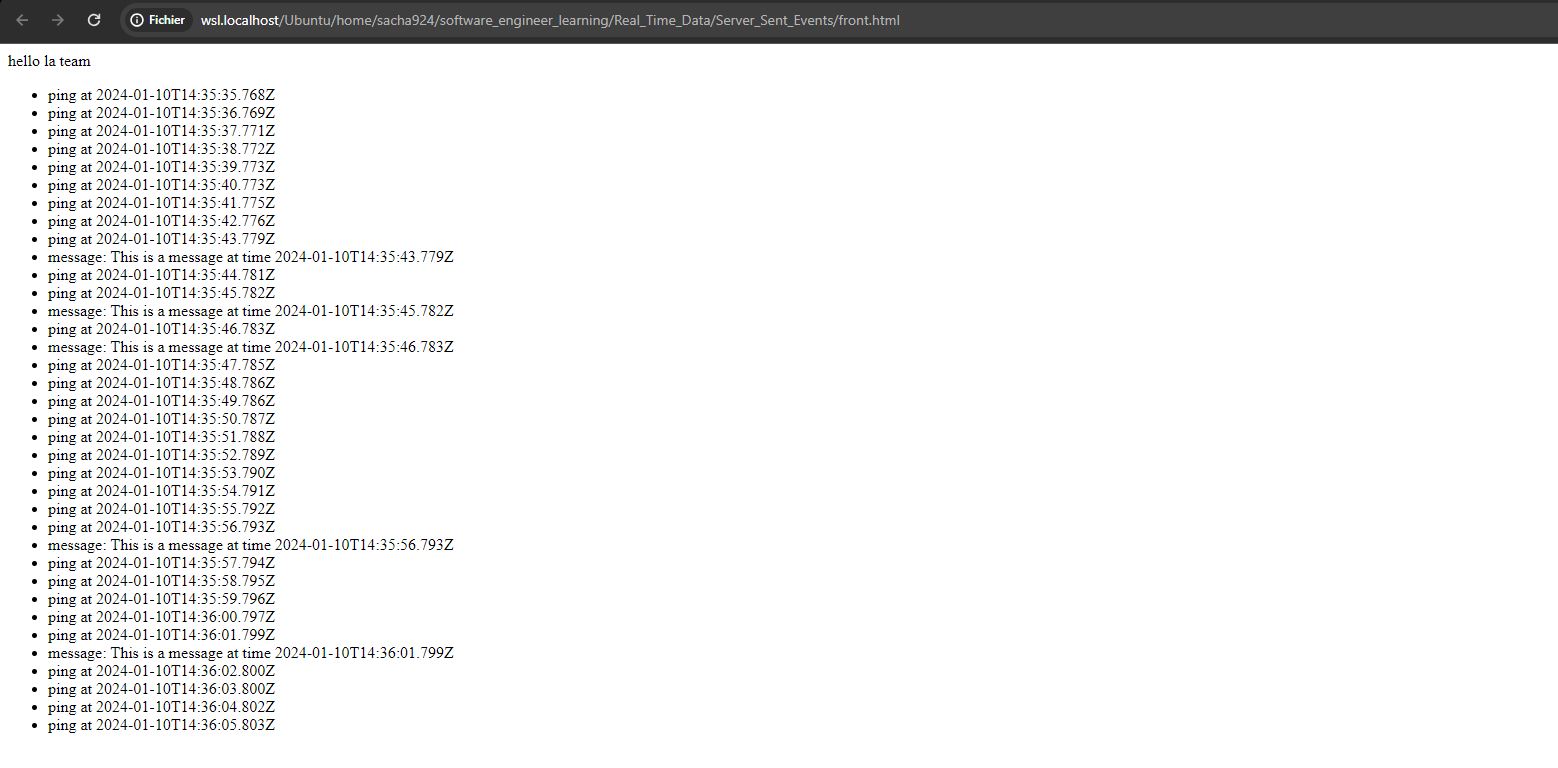 Fichier wsl.localhost/Ubuntu/home/sacha924/software_engineer_learning/Real_Time_Data/Server_Sent_Events/front.html
hello la team
ping at 2024-01-10T14:35:35.768Z
ping at 2024-01-10T14:35:36.769Z
ping at 2024-01-10T14:35:37.771Z
ping at 2024-01-10T14:35:38.772Z
ping at 2024-01-10T14:35:39.773Z
ping at 2024-01-10T14:35:40.773Z
ping at 2024-01-10T14:35:41.775Z
ping at 2024-01-10T14:35:42.776Z
ping at 2024-01-10T14:35:43.779Z
message: This is a message at time 2024-01-10T14:35:43.779Z
ping at 2024-01-10T14:35:44.781Z
ping at 2024-01-10T14:35:45.782Z
message: This is a message at time 2024-01-10T14:35:45.782Z
ping at 2024-01-10T14:35:46.783Z
message: This is a message at time 2024-01-10T14:35:46.783Z
ping at 2024-01-10T14:35:47.785Z
ping at 2024-01-10T14:35:48.786Z
ping at 2024-01-10T14:35:49.786Z
ping at 2024-01-10T14:35:50.787Z
ping at 2024-01-10T14:35:51.788Z
ping at 2024-01-10T14:35:52.789Z
ping at 2024-01-10T14:35:53.790Z
ping at 2024-01-10T14:35:54.791Z
ping at 2024-01-10T14:35:55.792Z
ping at 2024-01-10T14:35:56.793Z
message: This is a message at time 2024-01-10T14:35:56.793Z
ping at 2024-01-10T14:35:57.794Z
ping at 2024-01-10T14:35:58.795Z
ping at 2024-01-10T14:35:59.796Z
ping at 2024-01-10T14:36:00.797Z
ping at 2024-01-10T14:36:01.799Z
message: This is a message at time 2024-01-10T14:36:01.799Z
ping at 2024-01-10T14:36:02.800Z
ping at 2024-01-10T14:36:03.800Z
ping at 2024-01-10T14:36:04.802Z
ping at 2024-01-10T14:36:05.803Z